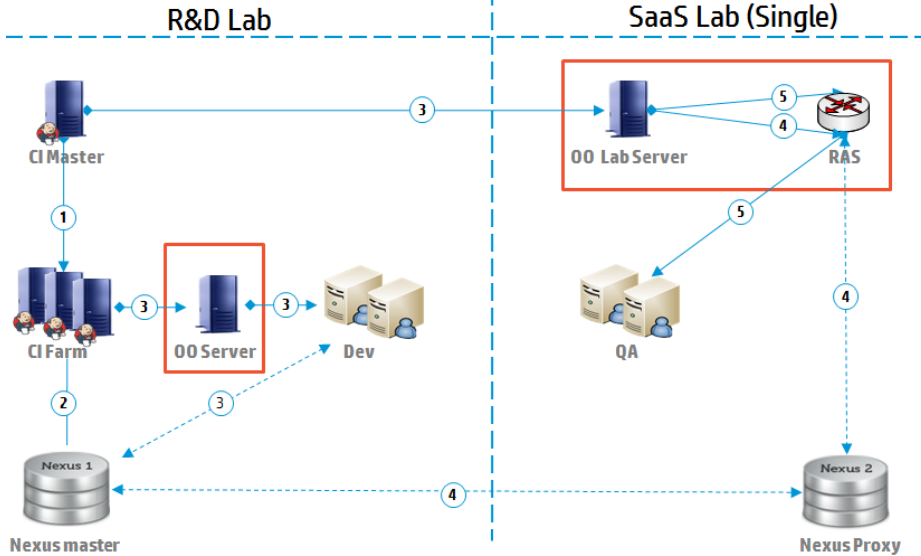 R&D Lab
SaaS Lab (Single)
3
5
4
CI Master
OO Lab Server
RAS
1
5
3
3
4
CI Farm
OO Server
Dev
QA
2
3
Nexus 1
Nexus 2
4
Nexus master
Nexus Proxy